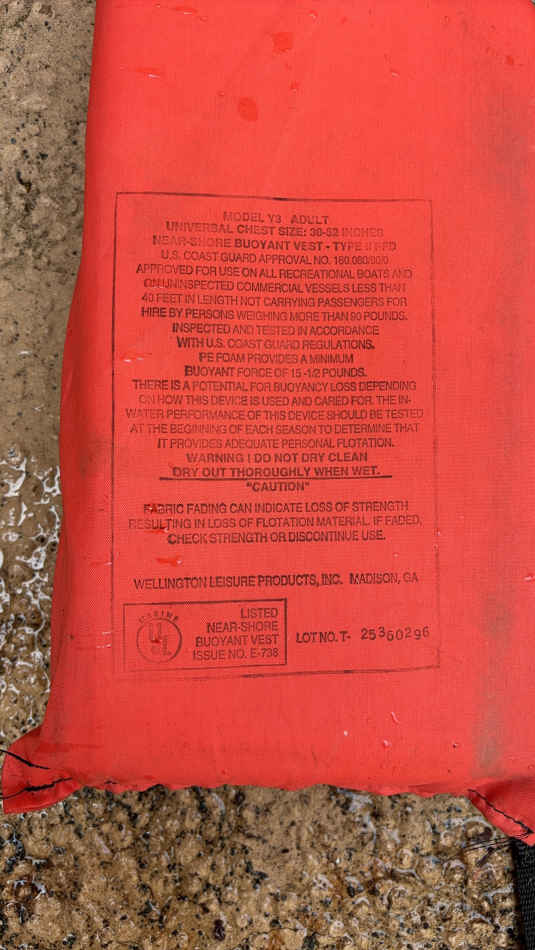 MODEL Y3 ADULT
UNIVERSAL CHEST SIZE: 30-52 INCHES
NEAR-SHORE BUOYANT VEST - TYPE II PFD
U.S. COAST GUARD APPROVAL NO. 160.060/80/0
APPROVED FOR USE ON ALL RECREATIONAL BOATS AND
ON UNINSPECTED COMMERCIAL VESSELS LESS THAN
40 FEET IN LENGTH NOT CARRYING PASSENGERS FOR
HIRE BY PERSONS WEIGHING MORE THAN 90 POUNDS.
INSPECTED AND TESTED IN ACCORDANCE
WITH U.S. COAST GUARD REGULATIONS.
PE FOAM PROVIDES A MINIMUM
BUOYANT FORCE OF 15 -1/2 POUNDS.
THERE IS A POTENTIAL FOR BUOYANCY LOSS DEPENDING
ON HOW THIS DEVICE IS USED AND CARIED FOR. THE IN-
WATER PERFORMANCE OF THIS DEVICE SHOULD BE TESTED
AT THE BEGINNING OF EACH SEASON TO DETERMINE THAT
IT PROVIDES ADEQUATE PERSONAL FLOTATION.
WARNING ! DO NOT DRY CLEAN
DRY OUT THOROUGHLY WHEN WET.
"CAUTION"
FABRIC FADING CAN INDICATE LOSS OF STRENGTH
RESULTING IN LOSS OF FLOTATION MATERIAL. IF FADED,
CHECK STRENGTH OR DISCONTINUE USE.
WELLINGTON LEISURE PRODUCTS, INC. MADISON, GA
MARINE
UL
LISTED
NEAR-SHORE
BUOYANT VEST
ISSUE NO. E-738
LOT NO. T- 25360296